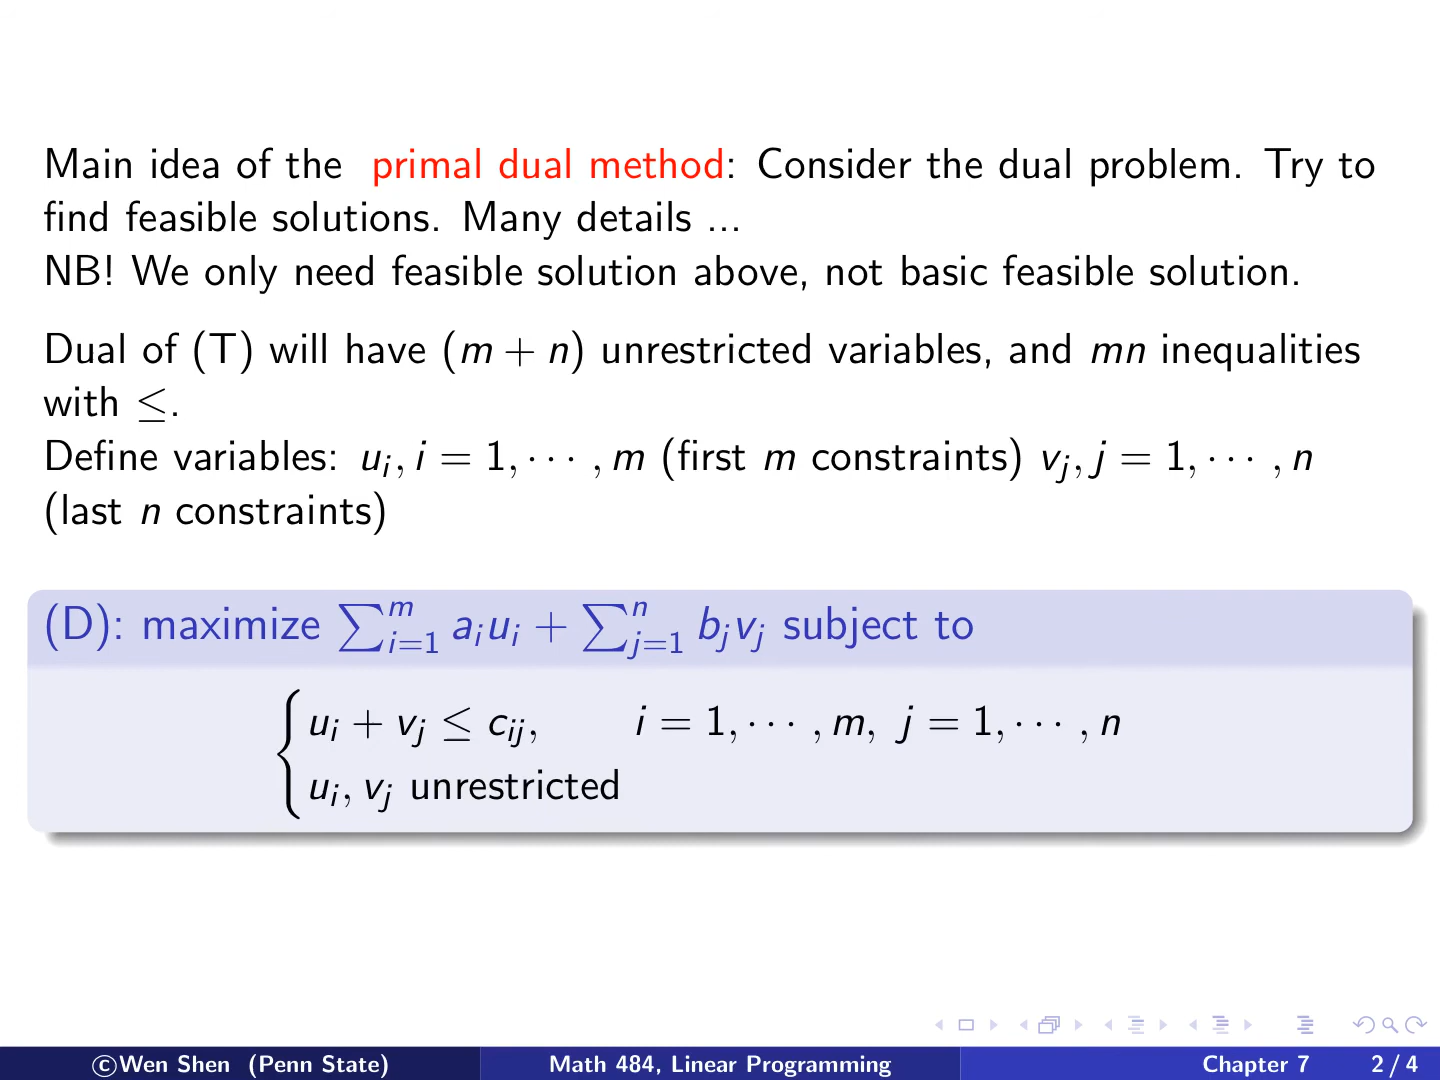 Main idea of the primal dual method: Consider the dual problem. Try to
find feasible solutions. Many details ...
NB! We only need feasible solution above, not basic feasible solution.
Dual of (T) will have (m + n) unrestricted variables, and mn inequalities
with ≤.
Define variables: u_i, i = 1, ⋯ , m (first m constraints) v_j, j = 1, ⋯ , n
(last n constraints)
(D): maximize ∑_{i=1}^{m} a_i u_i + ∑_{j=1}^{n} b_j v_j subject to
u_i + v_j ≤ c_{ij}, i = 1, ⋯ , m, j = 1, ⋯ , n
u_i, v_j unrestricted
©Wen Shen (Penn State) Math 484, Linear Programming Chapter 7 2 / 4